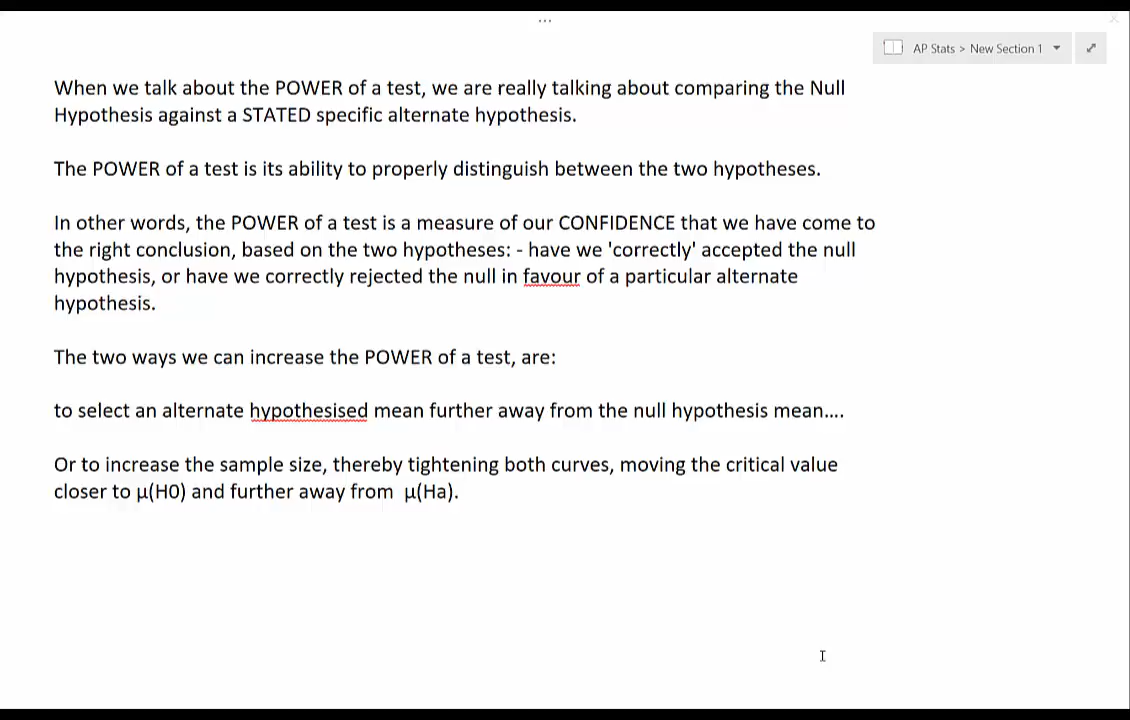 ...
AP Stats > New Section 1
When we talk about the POWER of a test, we are really talking about comparing the Null
Hypothesis against a STATED specific alternate hypothesis.
The POWER of a test is its ability to properly distinguish between the two hypotheses.
In other words, the POWER of a test is a measure of our CONFIDENCE that we have come to
the right conclusion, based on the two hypotheses: - have we 'correctly' accepted the null
hypothesis, or have we correctly rejected the null in favour of a particular alternate
hypothesis.
The two ways we can increase the POWER of a test, are:
to select an alternate hypothesised mean further away from the null hypothesis mean....
Or to increase the sample size, thereby tightening both curves, moving the critical value
closer to μ(H0) and further away from  μ(Ha).